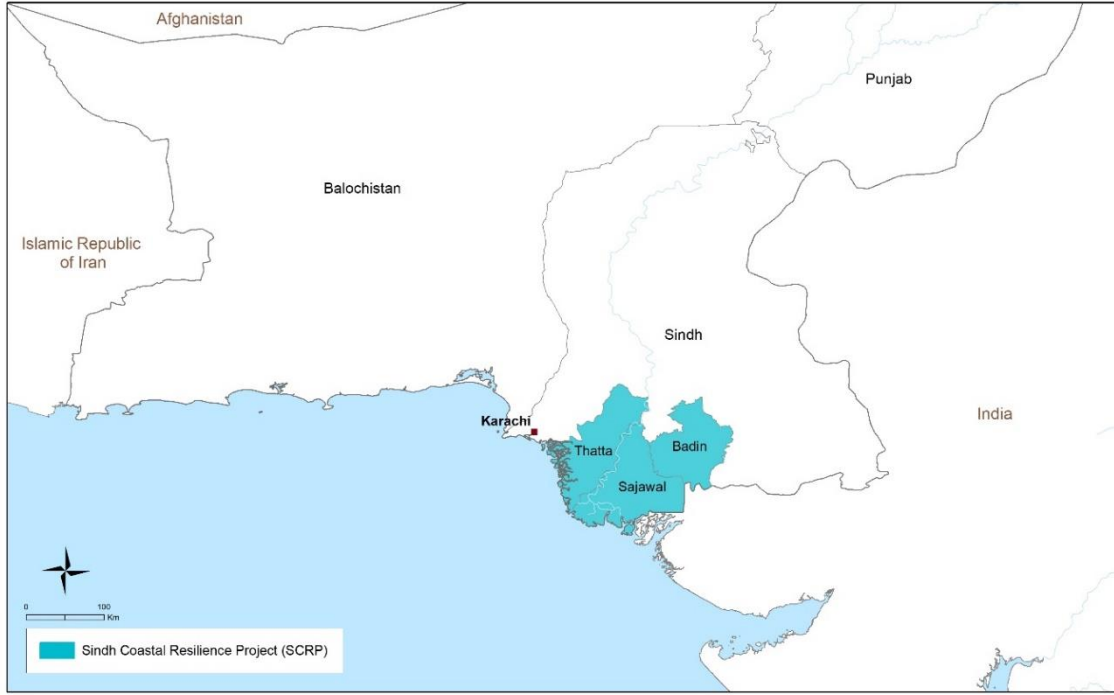 Afghanistan
Punjab
Balochistan
Islamic Republic
of Iran
Sindh
India
Karachi
Thatta
Badin
Sajawal
0
100
Km
Sindh Coastal Resilience Project (SCRP)